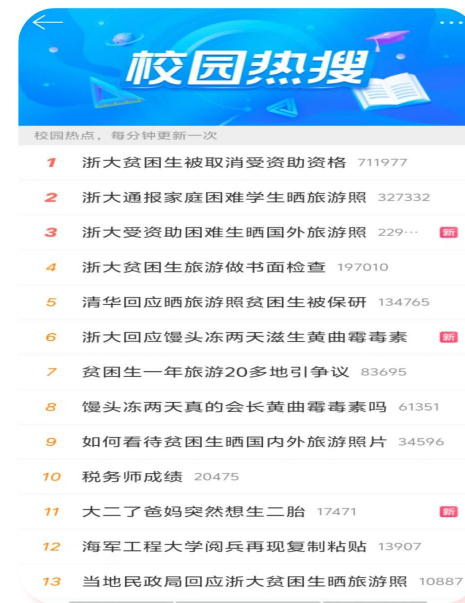 校园热搜
校园热点，每分钟更新一次
1 浙大贫困生被取消受资助资格 711977
2 浙大通报家庭困难学生晒旅游照 327332
3 浙大受资助困难生晒国外旅游照 229··· 新
4 浙大贫困生旅游做书面检查 197010
5 清华回应晒旅游照贫困生被保研 134765
6 浙大回应馒头冻两天滋生黄曲霉毒素 新
7 贫困生一年旅游20多地引争议 83695
8 馒头冻两天真的会长黄曲霉毒素吗 61351
9 如何看待贫困生晒国内外旅游照片 34596
10 税务师成绩 20475
11 大二了爸妈突然想生二胎 17471 新
12 海军工程大学阅兵再现复制粘贴 13907
13 当地民政局回应浙大贫困生晒旅游照 10887